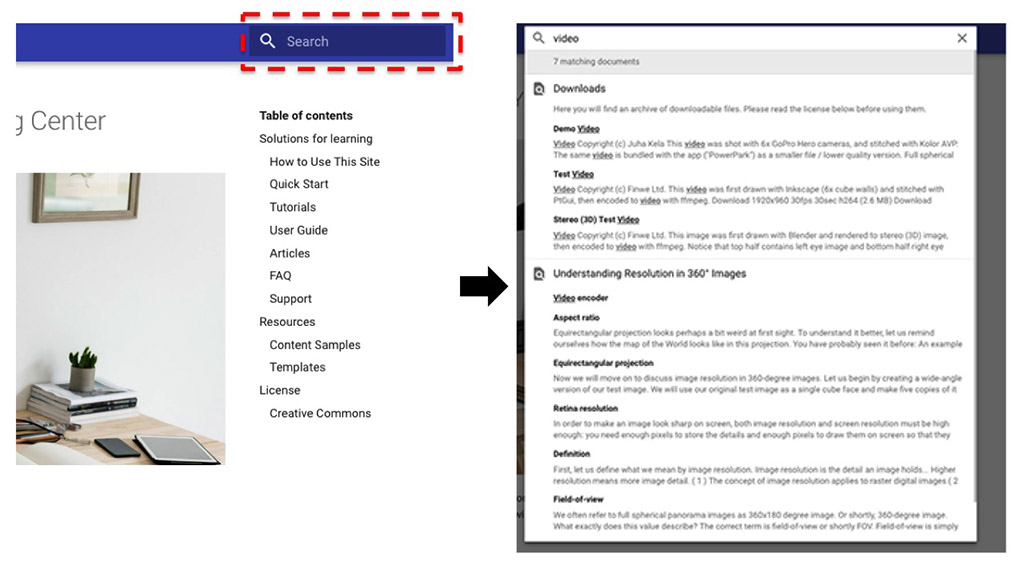 Search
g Center
Table of contents
Solutions for learning
How to Use This Site
Quick Start
Tutorials
User Guide
Articles
FAQ
Support
Resources
Content Samples
Templates
License
Creative Commons
video
7 matching documents
Downloads
Here you will find an archive of downloadable files. Please read the license below before using them.
Demo Video
Video Copyright (c) Juha Kela This video was shot with 6x GoPro Hero cameras, and stitched with Kolor AVP.
The same video is bundled with the app ("PowerPark") as a smaller file / lower quality version. Full spherical
Test Video
Video Copyright (c) Finwe Ltd. This video was first drawn with Inkscape (6x cube walls) and stitched with
PtGui, then encoded to video with ffmpeg. Download 1920x960 30fps 30sec h264 (2.6 MB) Download
Stereo (3D) Test Video
Video Copyright (c) Finwe Ltd. This image was first drawn with Blender and rendered to stereo (3D) image,
then encoded to video with ffmpeg. Notice that top half contains left eye image and bottom half right eye
Understanding Resolution in 360° Images
Video encoder
Aspect ratio
Equirectangular projection looks perhaps a bit weird at first sight. To understand it better, let us remind
ourselves how the map of the World looks like in this projection. You have probably seen it before: An example
Equirectangular projection
Now we will move on to discuss image resolution in 360-degree images. Let us begin by creating a wide-angle
version of our test image. We will use our original test image as a single cube face and make five copies of it
Retina resolution
In order to make an image look sharp on screen, both image resolution and screen resolution must be high
enough: you need enough pixels to store the details and enough pixels to draw them on screen so that they
Definition
First, let us define what we mean by image resolution. Image resolution is the detail an image holds... Higher
resolution means more image detail. ( 1 ) The concept of image resolution applies to raster digital images ( 2
Field-of-view
We often refer to full spherical panorama images as 360x180 degree image. Or shortly, 360-degree image.
What exactly does this value describe? The correct term is field-of-view or shortly FOV. Field-of-view is simply